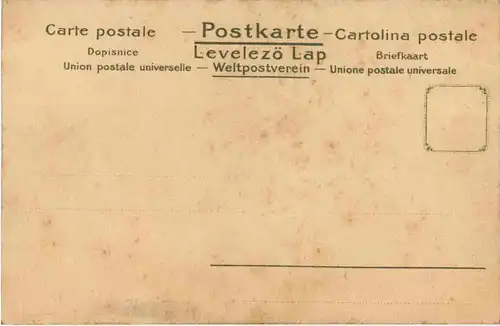 Carte postale — Postkarte – Cartolina postale
Dopisnice Levelezö Lap Briefkaart
Union postale universelle — Weltpostverein — Unione postale universale